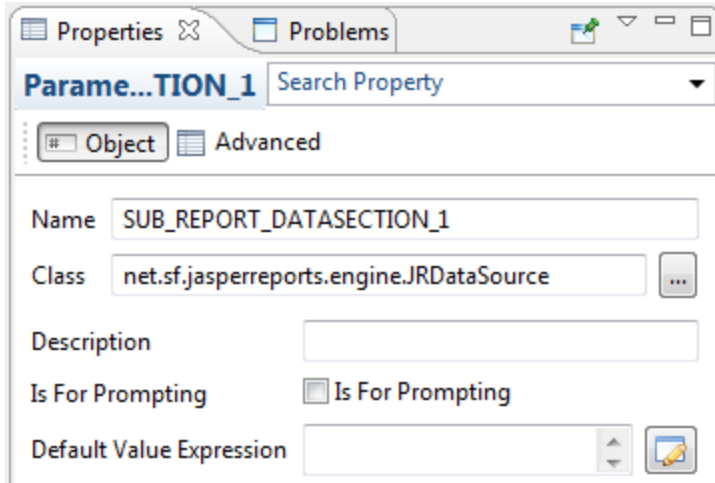 Properties Problems
Parame...TION_1 Search Property
Object Advanced
Name SUB_REPORT_DATASECTION_1
Class net.sf.jasperreports.engine.JRDataSource ...
Description
Is For Prompting Is For Prompting
Default Value Expression